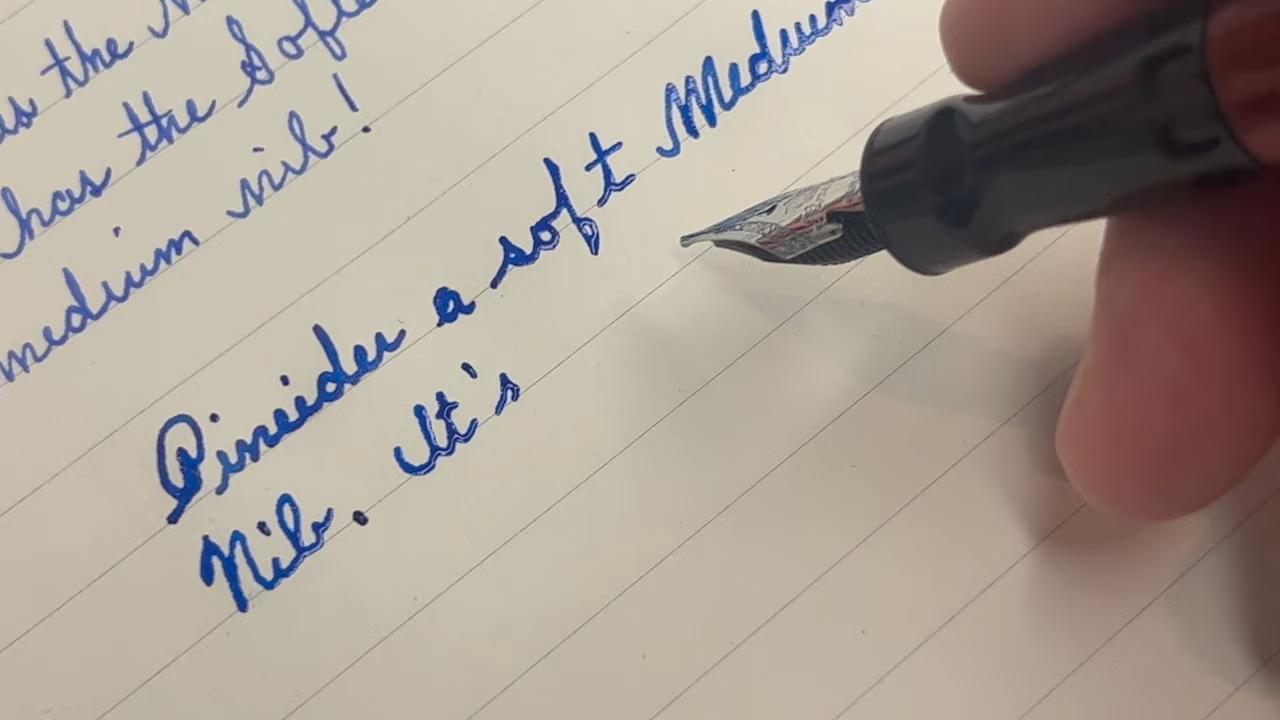 the
has the Softe
medium nib!
Pineider a soft Medium
Nib. It's